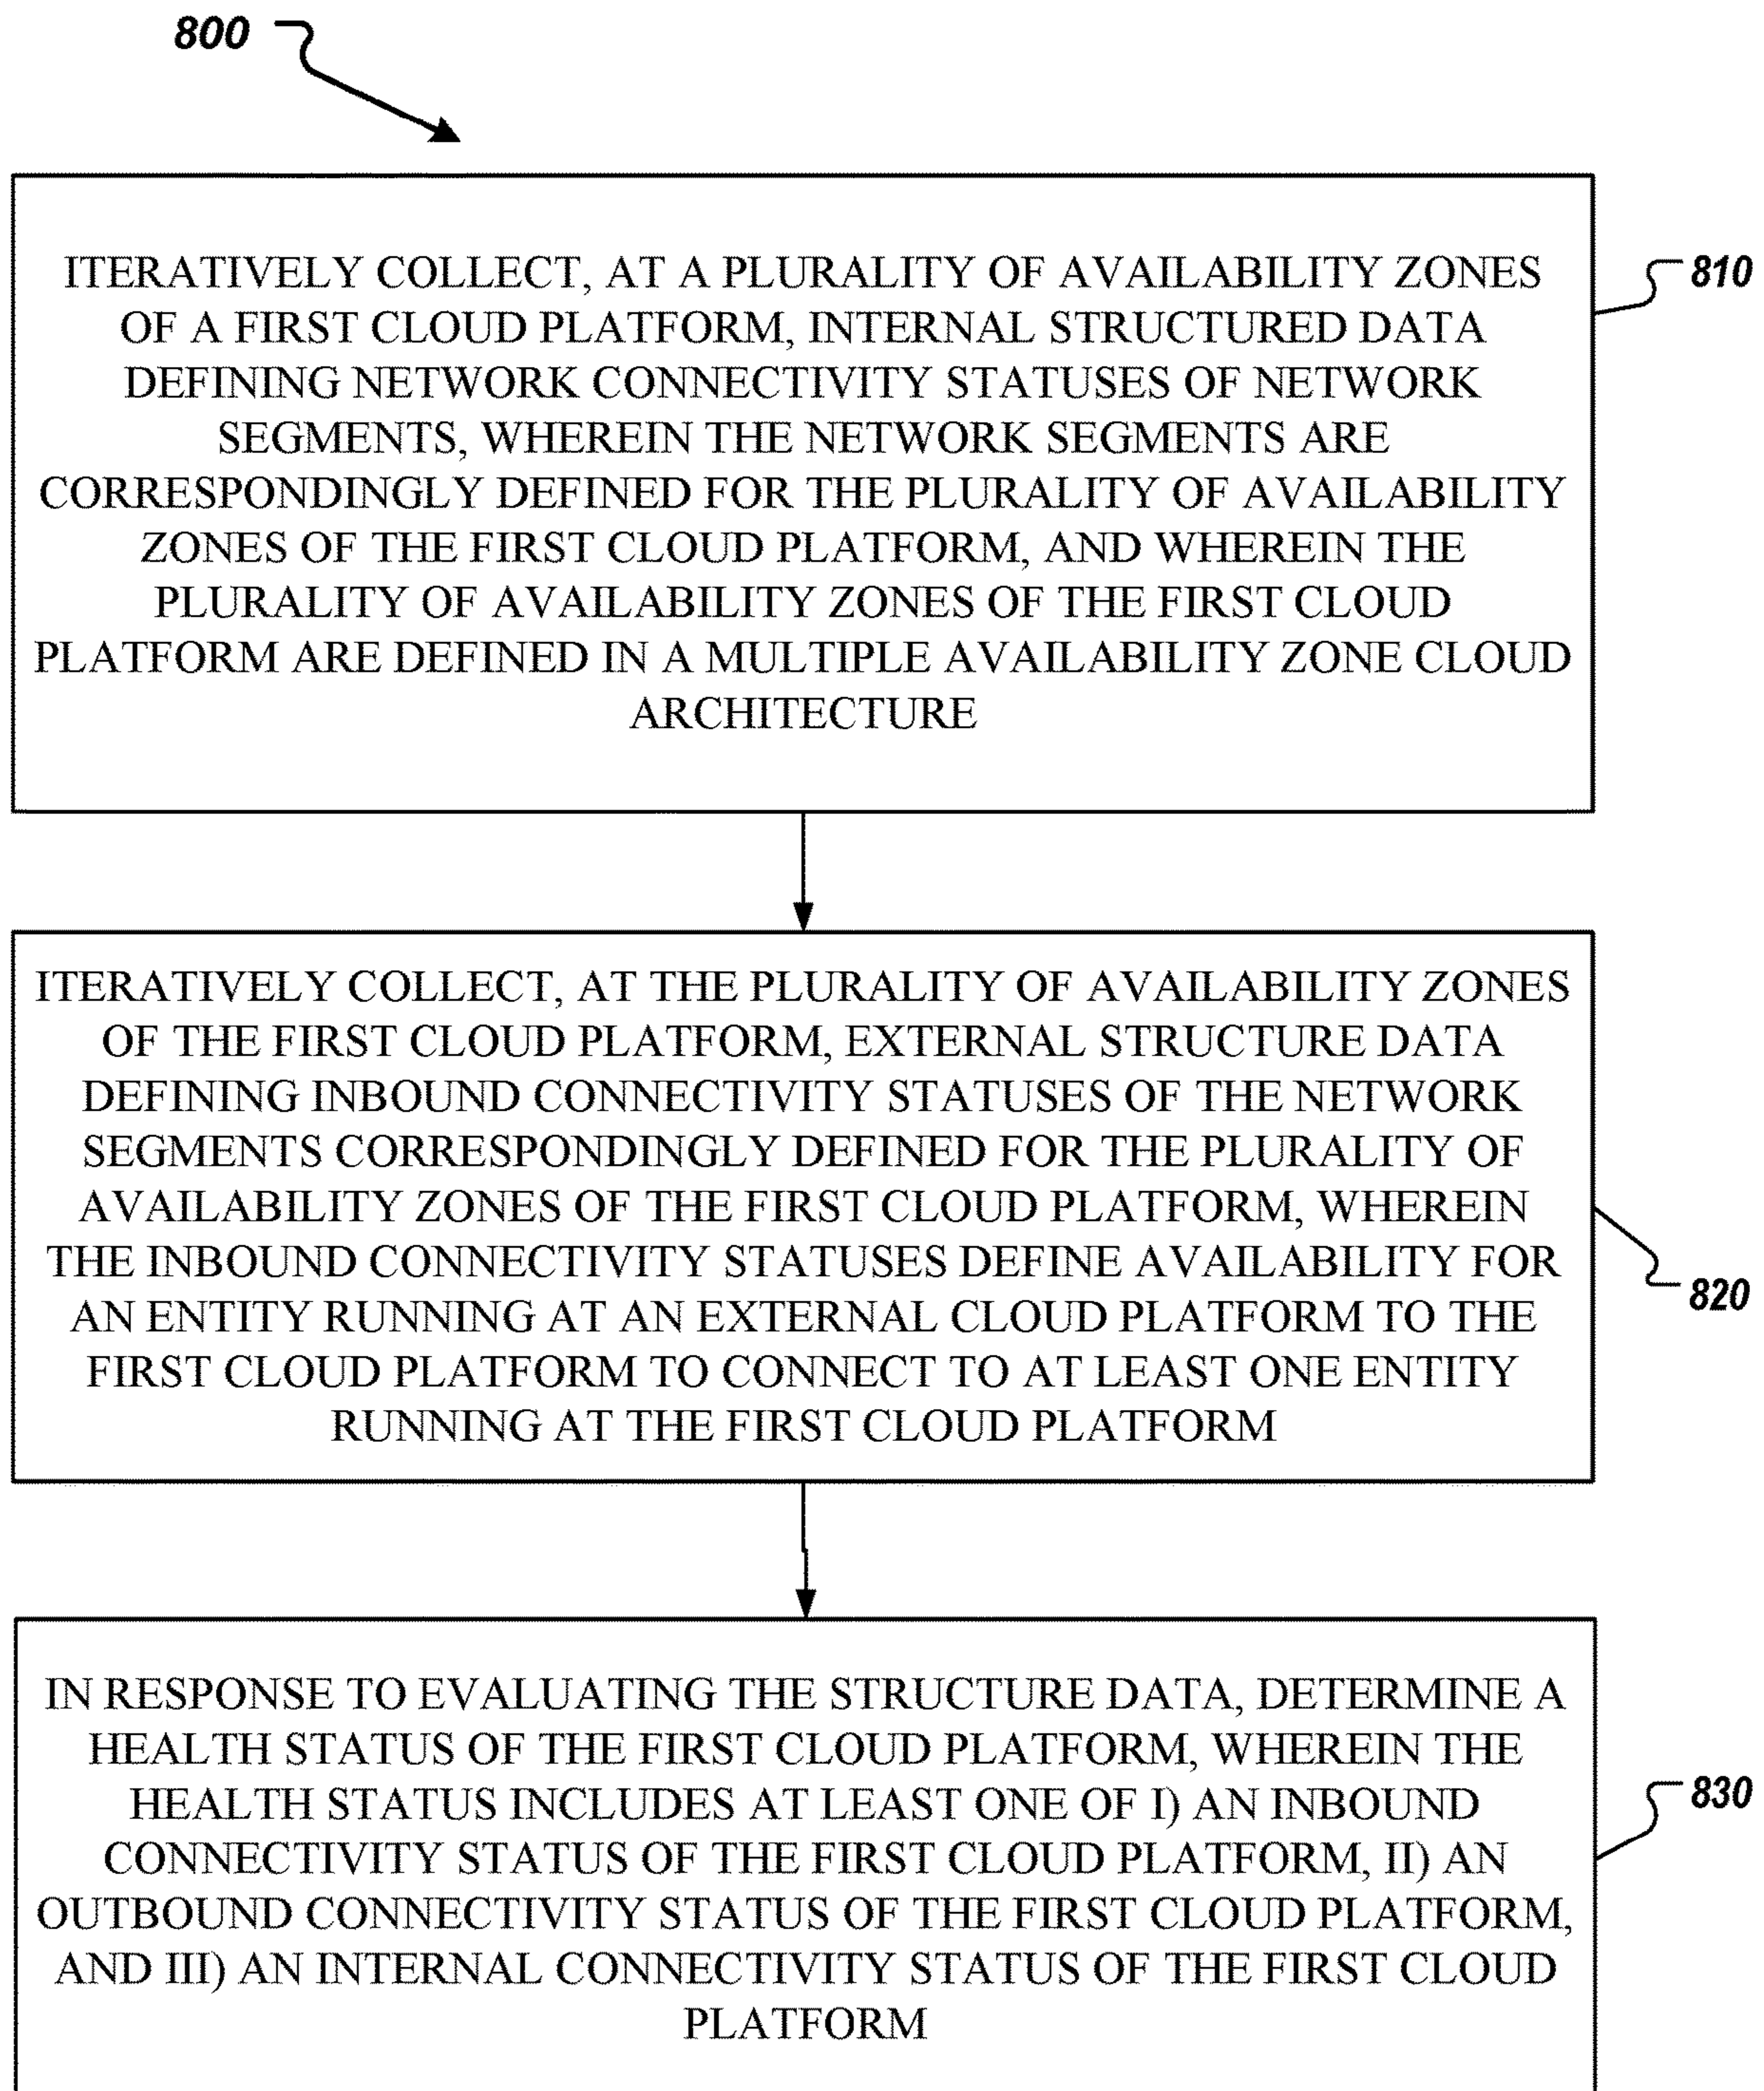 800
ITERATIVELY COLLECT, AT A PLURALITY OF AVAILABILITY ZONES
OF A FIRST CLOUD PLATFORM, INTERNAL STRUCTURED DATA
DEFINING NETWORK CONNECTIVITY STATUSES OF NETWORK
SEGMENTS, WHEREIN THE NETWORK SEGMENTS ARE
CORRESPONDINGLY DEFINED FOR THE PLURALITY OF AVAILABILITY
ZONES OF THE FIRST CLOUD PLATFORM, AND WHEREIN THE
PLURALITY OF AVAILABILITY ZONES OF THE FIRST CLOUD
PLATFORM ARE DEFINED IN A MULTIPLE AVAILABILITY ZONE CLOUD
ARCHITECTURE
810
ITERATIVELY COLLECT, AT THE PLURALITY OF AVAILABILITY ZONES
OF THE FIRST CLOUD PLATFORM, EXTERNAL STRUCTURE DATA
DEFINING INBOUND CONNECTIVITY STATUSES OF THE NETWORK
SEGMENTS CORRESPONDINGLY DEFINED FOR THE PLURALITY OF
AVAILABILITY ZONES OF THE FIRST CLOUD PLATFORM, WHEREIN
THE INBOUND CONNECTIVITY STATUSES DEFINE AVAILABILITY FOR
AN ENTITY RUNNING AT AN EXTERNAL CLOUD PLATFORM TO THE
FIRST CLOUD PLATFORM TO CONNECT TO AT LEAST ONE ENTITY
RUNNING AT THE FIRST CLOUD PLATFORM
820
IN RESPONSE TO EVALUATING THE STRUCTURE DATA, DETERMINE A
HEALTH STATUS OF THE FIRST CLOUD PLATFORM, WHEREIN THE
HEALTH STATUS INCLUDES AT LEAST ONE OF I) AN INBOUND
CONNECTIVITY STATUS OF THE FIRST CLOUD PLATFORM, II) AN
OUTBOUND CONNECTIVITY STATUS OF THE FIRST CLOUD PLATFORM,
AND III) AN INTERNAL CONNECTIVITY STATUS OF THE FIRST CLOUD
PLATFORM
830